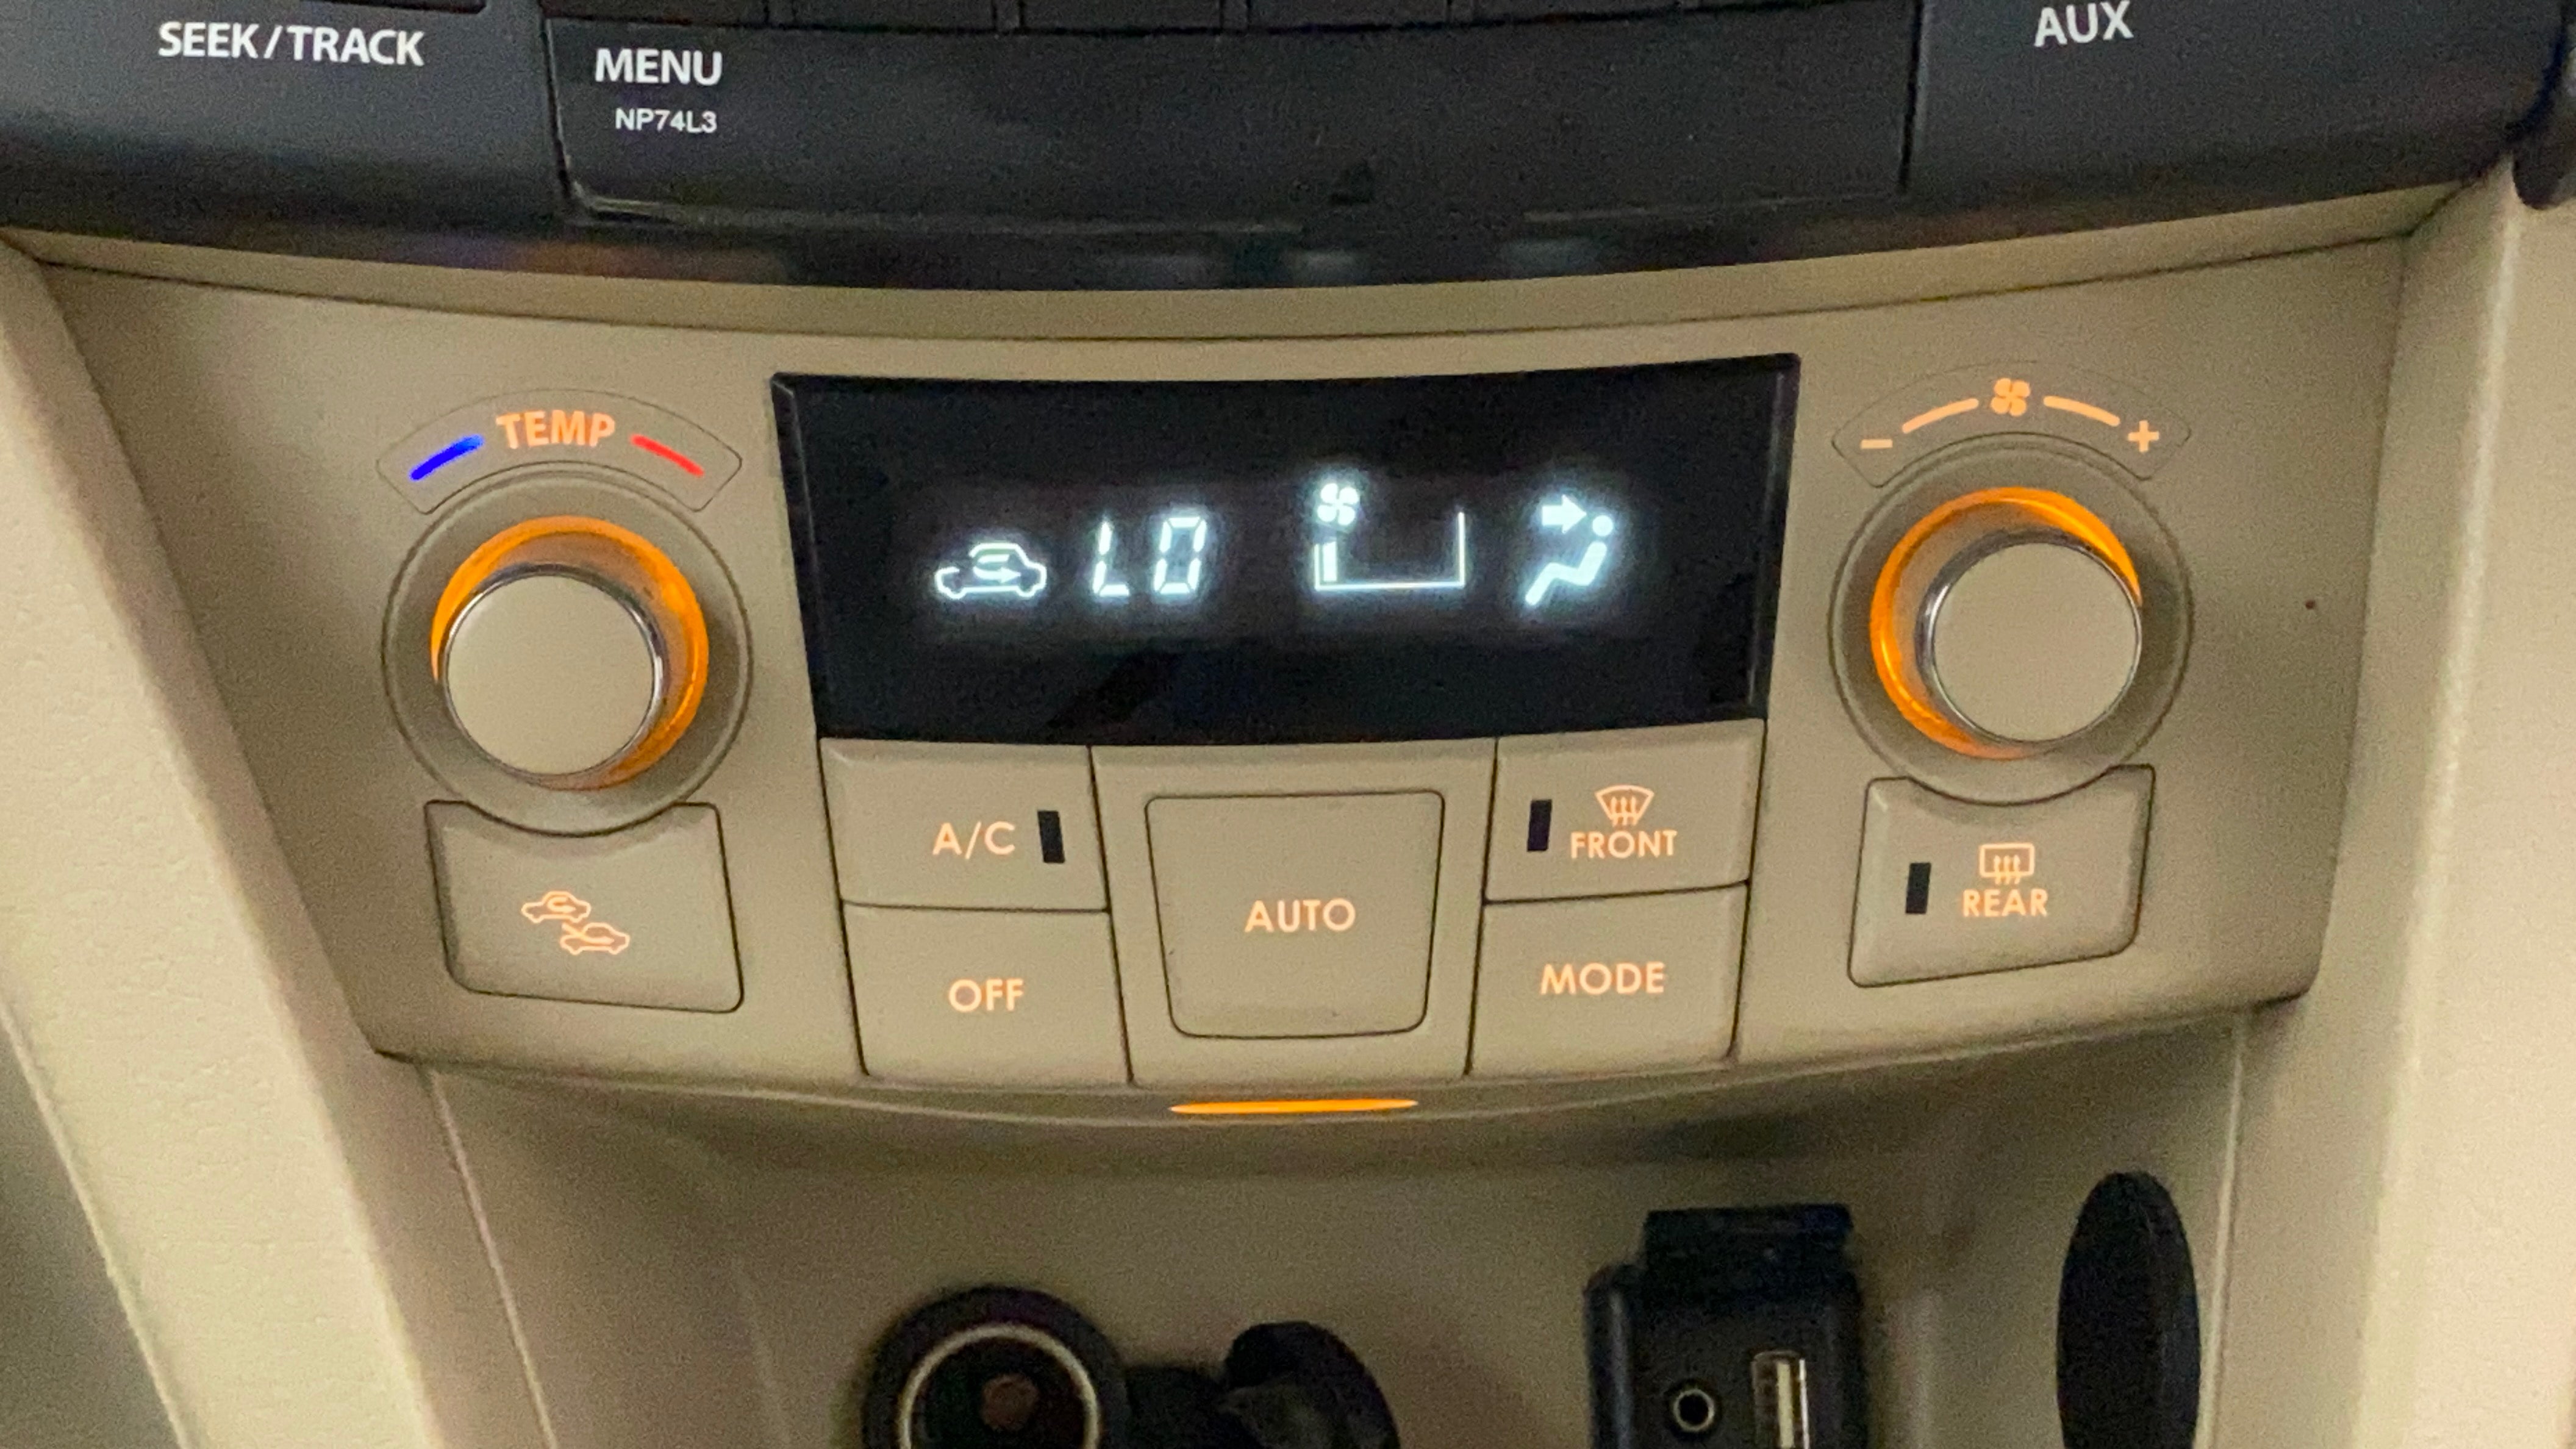 SEEK/TRACK
MENU
NP74L3
AUX
TEMP
- +
LO
A/C
FRONT
REAR
AUTO
OFF
MODE